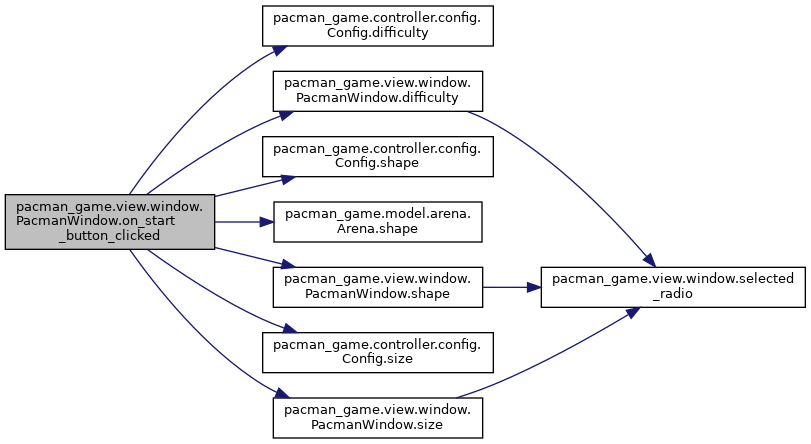 pacman_game.view.window.
PacmanWindow.on_start
_button_clicked
pacman_game.controller.config.
Config.difficulty
pacman_game.view.window.
PacmanWindow.difficulty
pacman_game.controller.config.
Config.shape
pacman_game.model.arena.
Arena.shape
pacman_game.view.window.
PacmanWindow.shape
pacman_game.controller.config.
Config.size
pacman_game.view.window.
PacmanWindow.size
pacman_game.view.window.selected
_radio